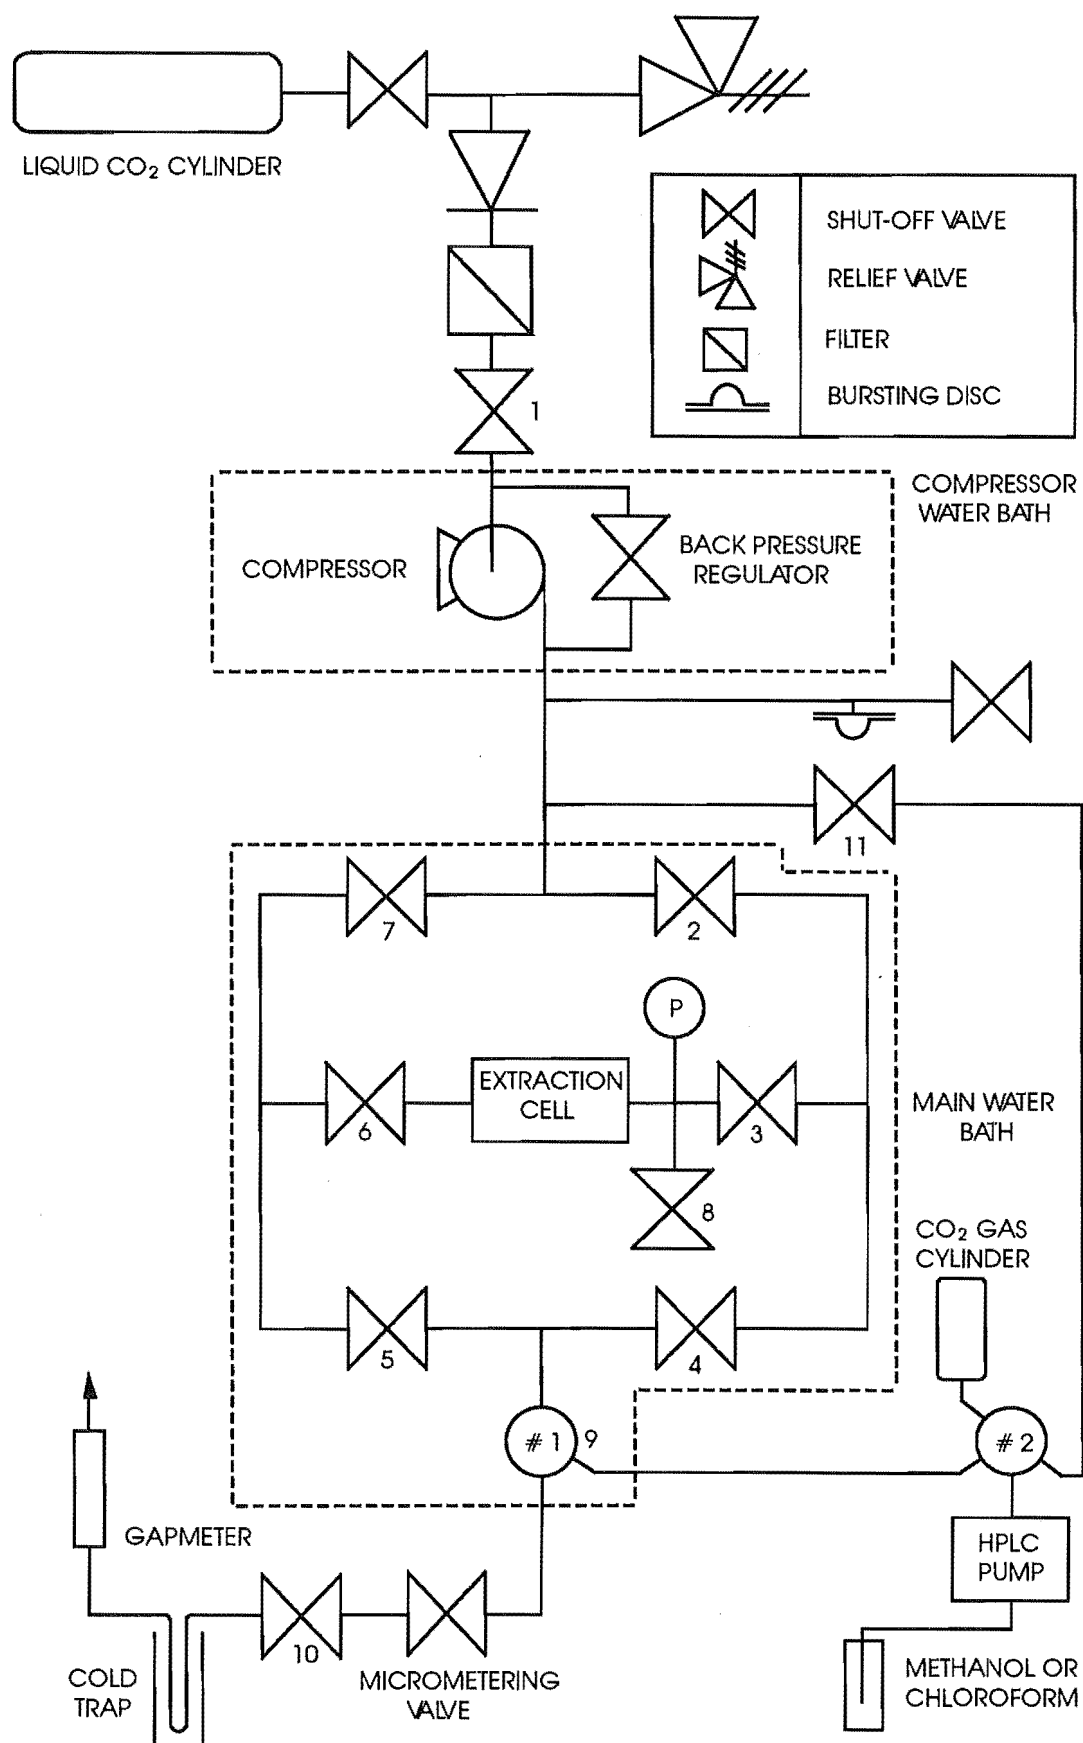 LIQUID CO₂ CYLINDER
SHUT-OFF VALVE
RELIEF VALVE
FILTER
BURSTING DISC
1
COMPRESSOR
WATER BATH
COMPRESSOR
BACK PRESSURE
REGULATOR
11
7
2
P
EXTRACTION
CELL
6
3
MAIN WATER
BATH
8
CO₂ GAS
CYLINDER
5
4
#1
9
#2
GAPMETER
HPLC
PUMP
10
COLD
TRAP
MICROMETERING
VALVE
METHANOL OR
CHLOROFORM